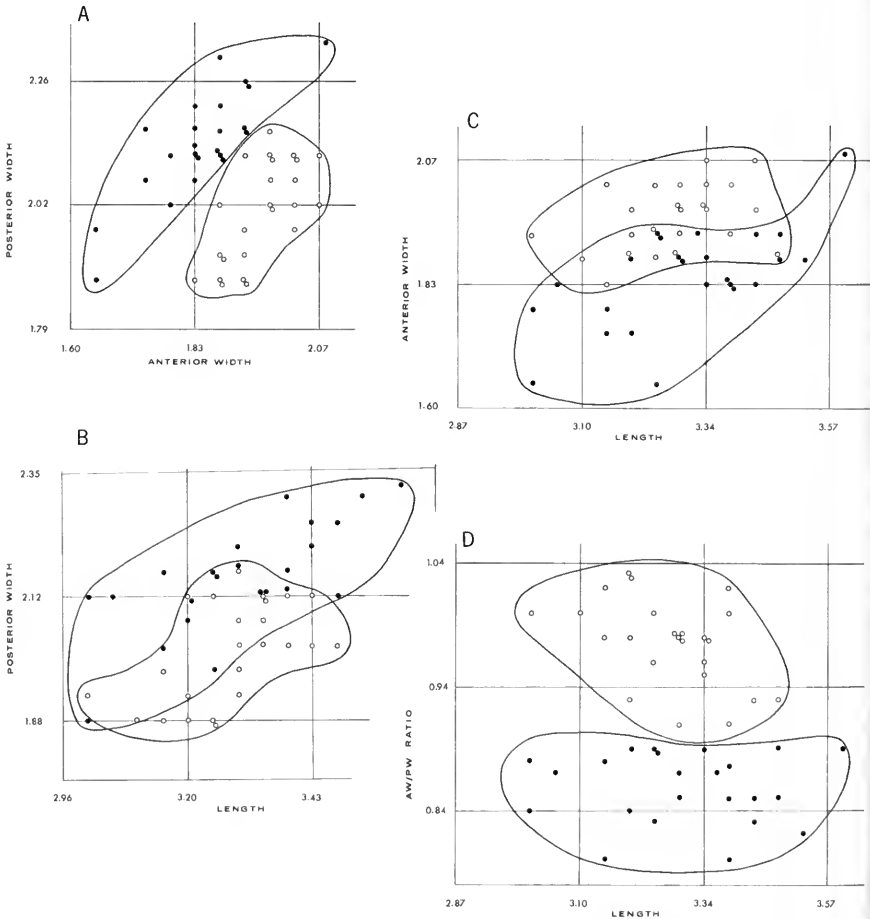 A
POSTERIOR WIDTH
2.26
2.02
1.79
1.60 1.83 2.07
ANTERIOR WIDTH
B
POSTERIOR WIDTH
2.35
2.12
1.88
2.96 3.20 3.43
LENGTH
C
ANTERIOR WIDTH
2.07
1.83
1.60
2.87 3.10 3.34 3.57
LENGTH
D
AW/PW RATIO
1.04
0.94
0.84
2.87 3.10 3.34 3.57
LENGTH